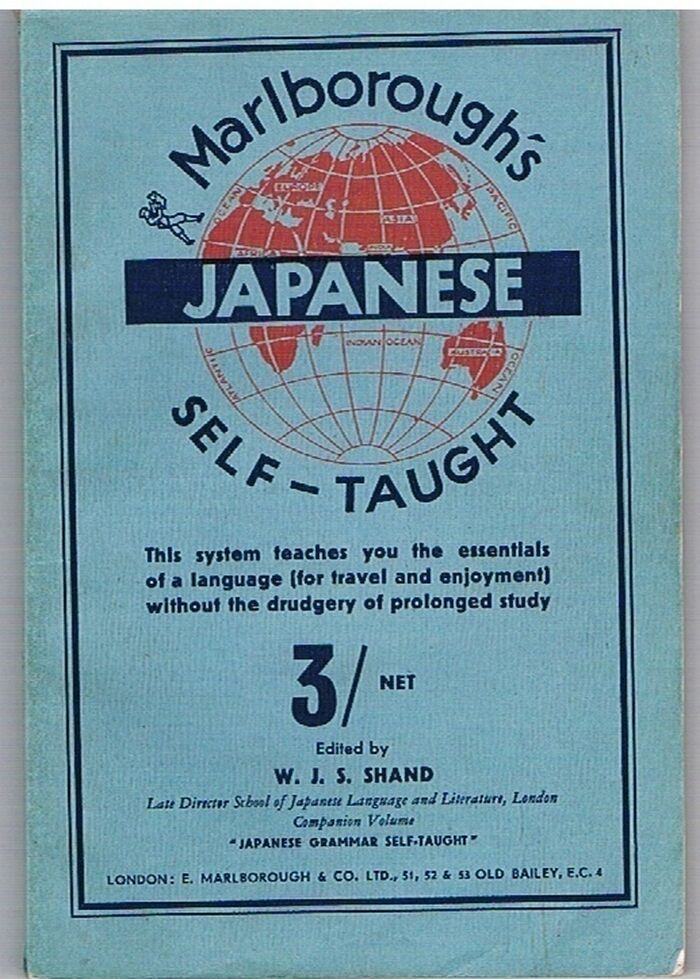 Marlborough's
OCEAN
EUROPE
PACIFIC
ASIA
INDIA
AFRICA
JAPANESE
INDIAN OCEAN
AUSTRALIA
ATLANTIC
OCEAN
SELF-TAUGHT
This system teaches you the essentials
of a language (for travel and enjoyment)
without the drudgery of prolonged study
3/ NET
Edited by
W. J. S. SHAND
Late Director School of Japanese Language and Literature, London
Companion Volume
"JAPANESE GRAMMAR SELF-TAUGHT"
LONDON: E. MARLBOROUGH & CO. LTD., 51, 52 & 53 OLD BAILEY, E.C. 4